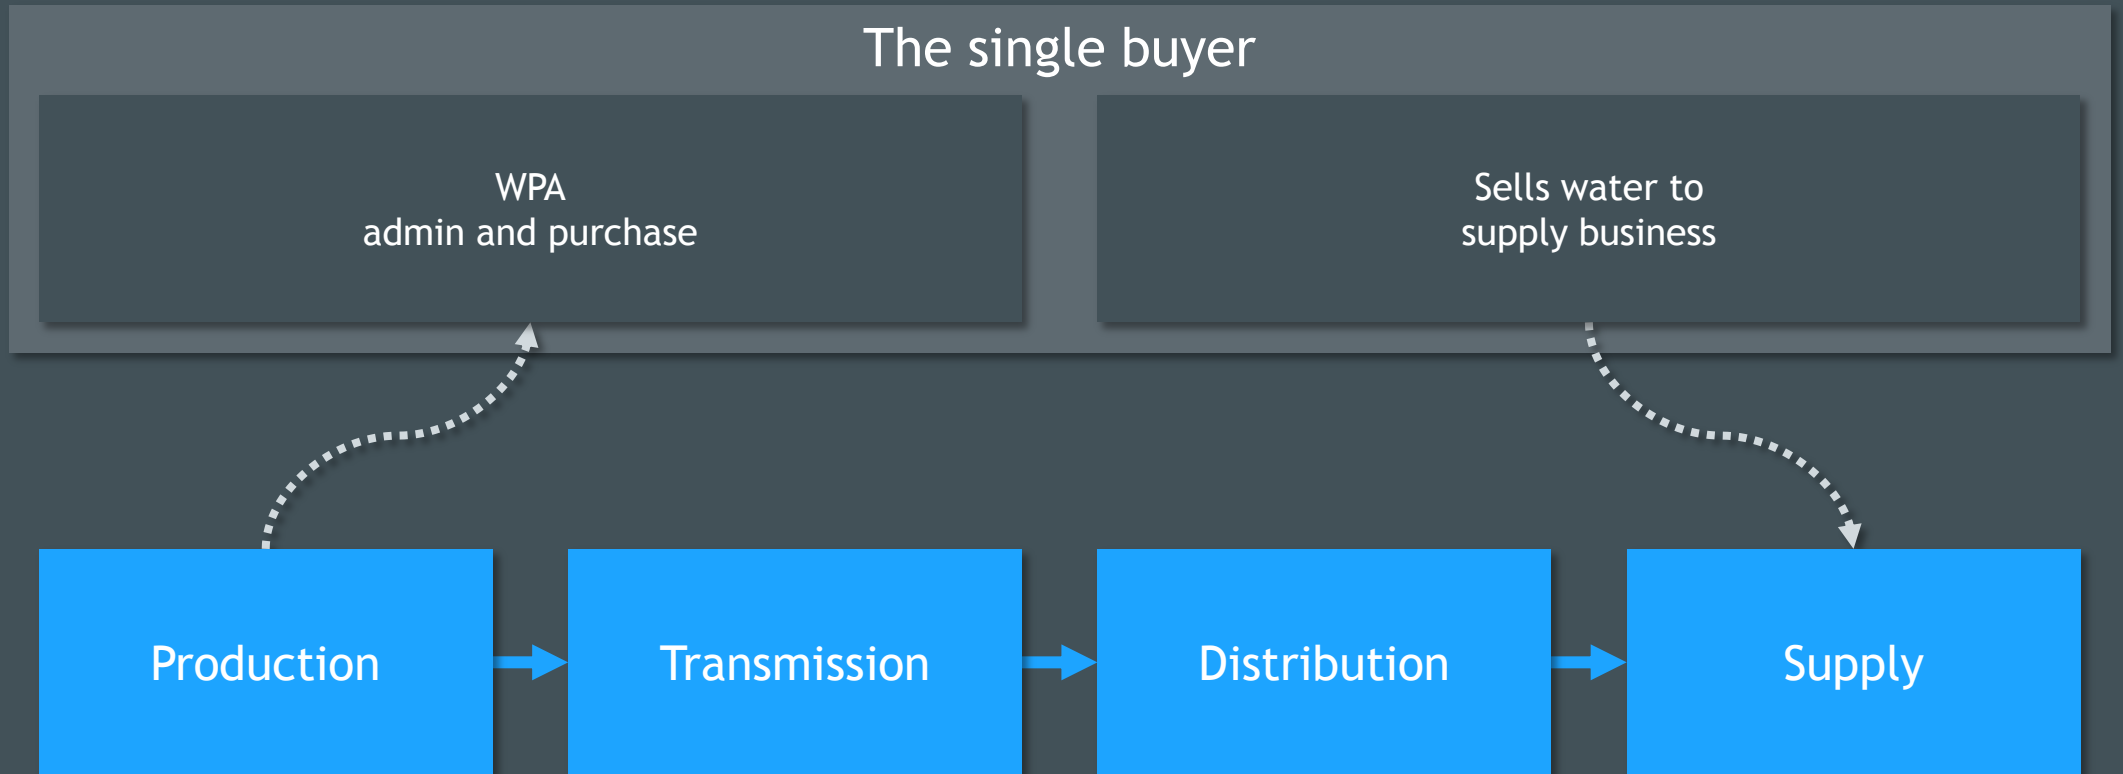 The single buyer
WPA
admin and purchase
Sells water to
supply business
Production
Transmission
Distribution
Supply